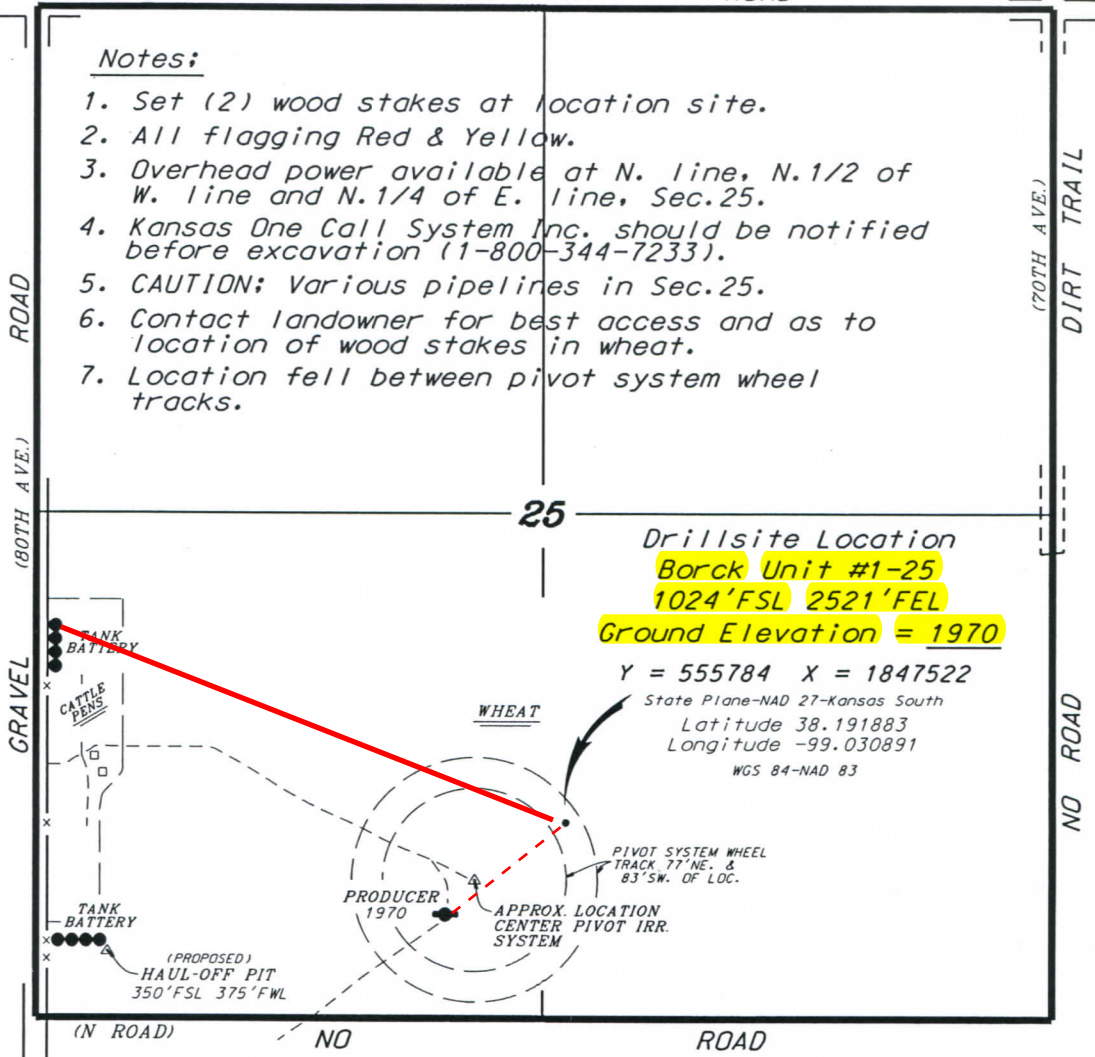 Notes:
1. Set (2) wood stakes at location site.
2. All flagging Red & Yellow.
3. Overhead power available at N. line, N.1/2 of
W. line and N.1/4 of E. line, Sec.25.
4. Kansas One Call System Inc. should be notified
before excavation (1-800-344-7233).
5. CAUTION: Various pipelines in Sec.25.
6. Contact landowner for best access and as to
location of wood stakes in wheat.
7. Location fell between pivot system wheel
tracks.
GRAVEL (80TH AVE.) ROAD
(70TH AVE.)
DIRT TRAIL
NO ROAD
25
Drillsite Location
Borck Unit #1-25
1024'FSL 2521'FEL
Ground Elevation = 1970
Y = 555784 X = 1847522
State Plane-NAD 27-Kansas South
Latitude 38.191883
Longitude -99.030891
WGS 84-NAD 83
TANK
BATTERY
CATTLE
PENS
WHEAT
PIVOT SYSTEM WHEEL
TRACK 77'NE. &
83'SW. OF LOC.
PRODUCER
1970
APPROX. LOCATION
CENTER PIVOT IRR.
SYSTEM
TANK
BATTERY
(PROPOSED)
HAUL-OFF PIT
350'FSL 375'FWL
(N ROAD) NO ROAD